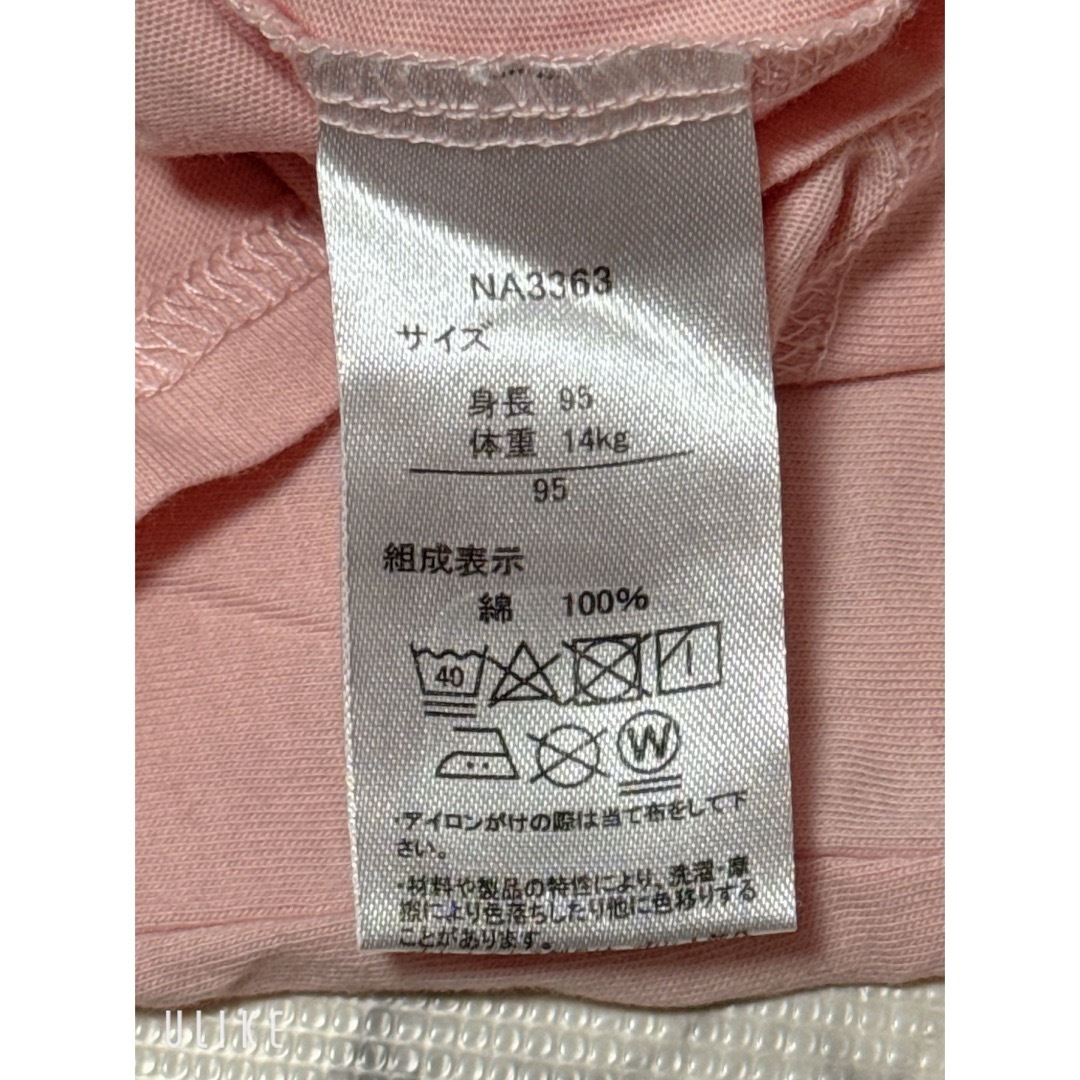 NA3363
サイズ
身長 95
体重 14kg
95
組成表示
綿 100%
40
W
・アイロンがけの際は当て布をして下
さい。
・材料や製品の特性により、洗濯・摩
擦により色落ちしたり他に色移りする
ことがあります。
ULIKE